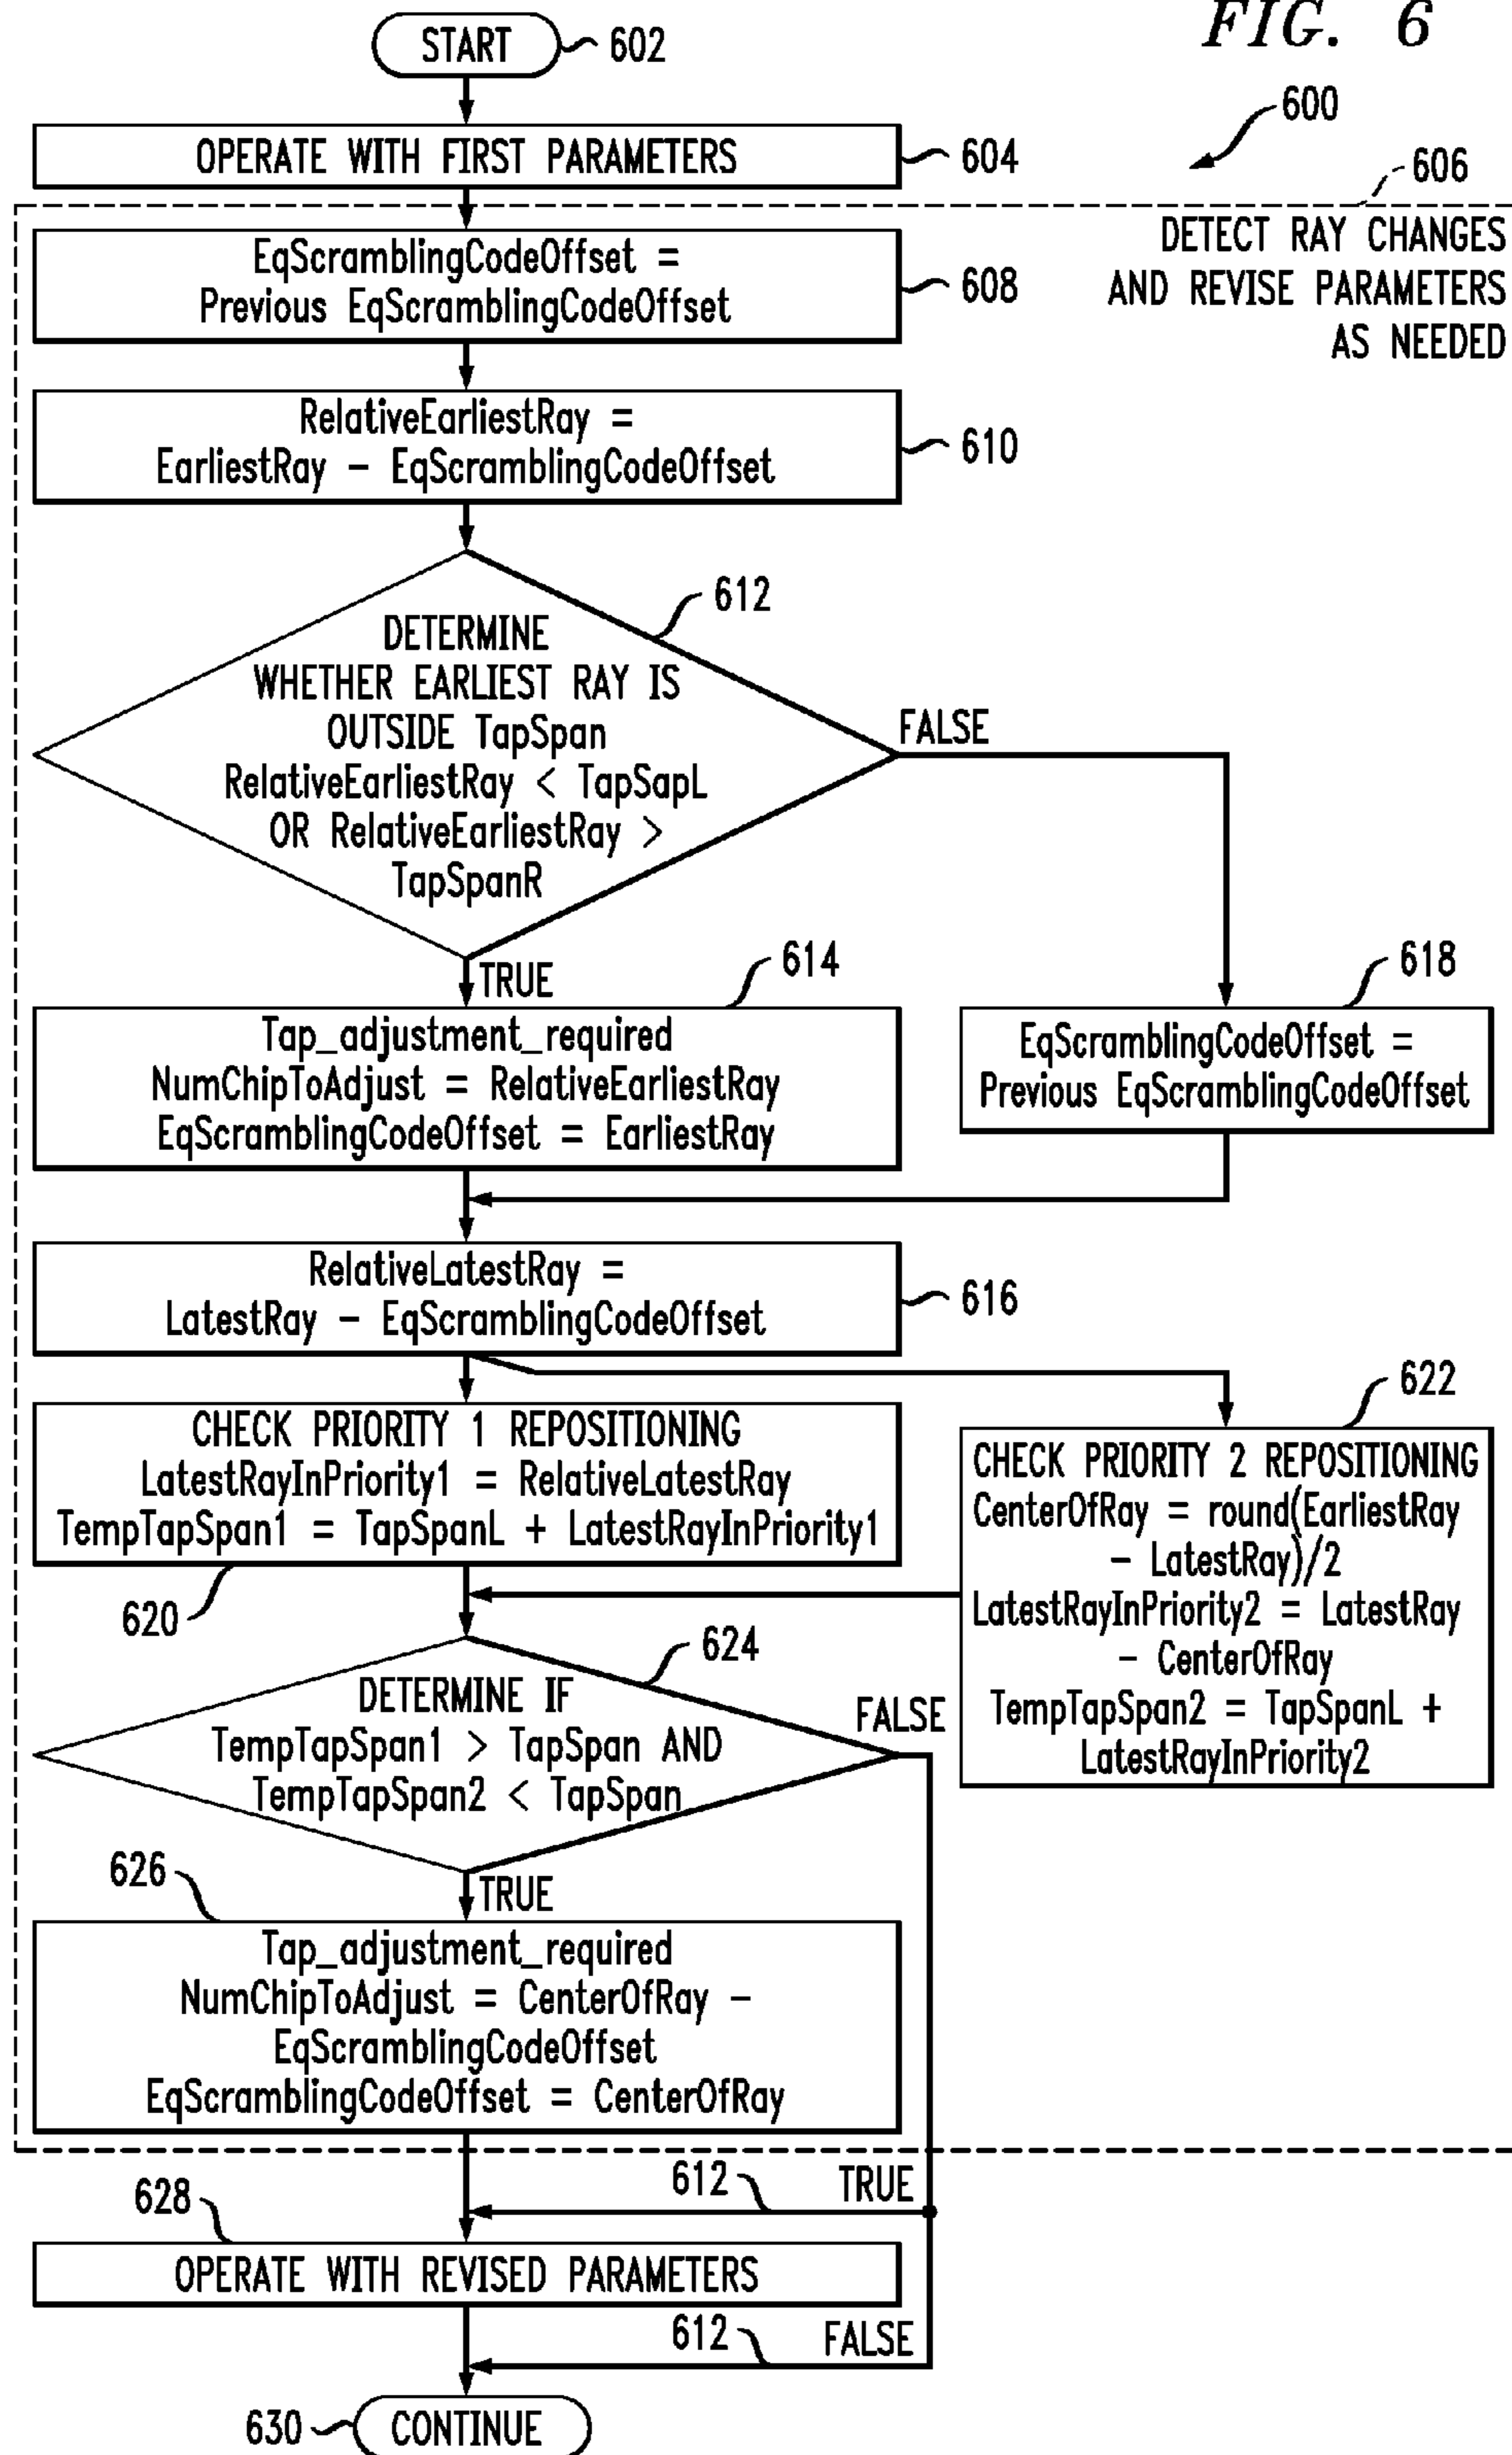 FIG. 6
START
602
600
OPERATE WITH FIRST PARAMETERS
604
606
DETECT RAY CHANGES
AND REVISE PARAMETERS
AS NEEDED
EqScramblingCodeOffset =
Previous EqScramblingCodeOffset
608
RelativeEarliestRay =
EarliestRay - EqScramblingCodeOffset
610
612
DETERMINE
WHETHER EARLIEST RAY IS
OUTSIDE TapSpan
RelativeEarliestRay < TapSapL
OR RelativeEarliestRay >
TapSpanR
FALSE
TRUE
614
Tap_adjustment_required
NumChipToAdjust = RelativeEarliestRay
EqScramblingCodeOffset = EarliestRay
618
EqScramblingCodeOffset =
Previous EqScramblingCodeOffset
RelativeLatestRay =
LatestRay - EqScramblingCodeOffset
616
CHECK PRIORITY 1 REPOSITIONING
LatestRayInPriority1 = RelativeLatestRay
TempTapSpan1 = TapSpanL + LatestRayInPriority1
620
622
CHECK PRIORITY 2 REPOSITIONING
CenterOfRay = round(EarliestRay
- LatestRay)/2
LatestRayInPriority2 = LatestRay
- CenterOfRay
TempTapSpan2 = TapSpanL +
LatestRayInPriority2
624
DETERMINE IF
TempTapSpan1 > TapSpan AND
TempTapSpan2 < TapSpan
FALSE
TRUE
626
Tap_adjustment_required
NumChipToAdjust = CenterOfRay -
EqScramblingCodeOffset
EqScramblingCodeOffset = CenterOfRay
612
TRUE
628
OPERATE WITH REVISED PARAMETERS
612
FALSE
630
CONTINUE